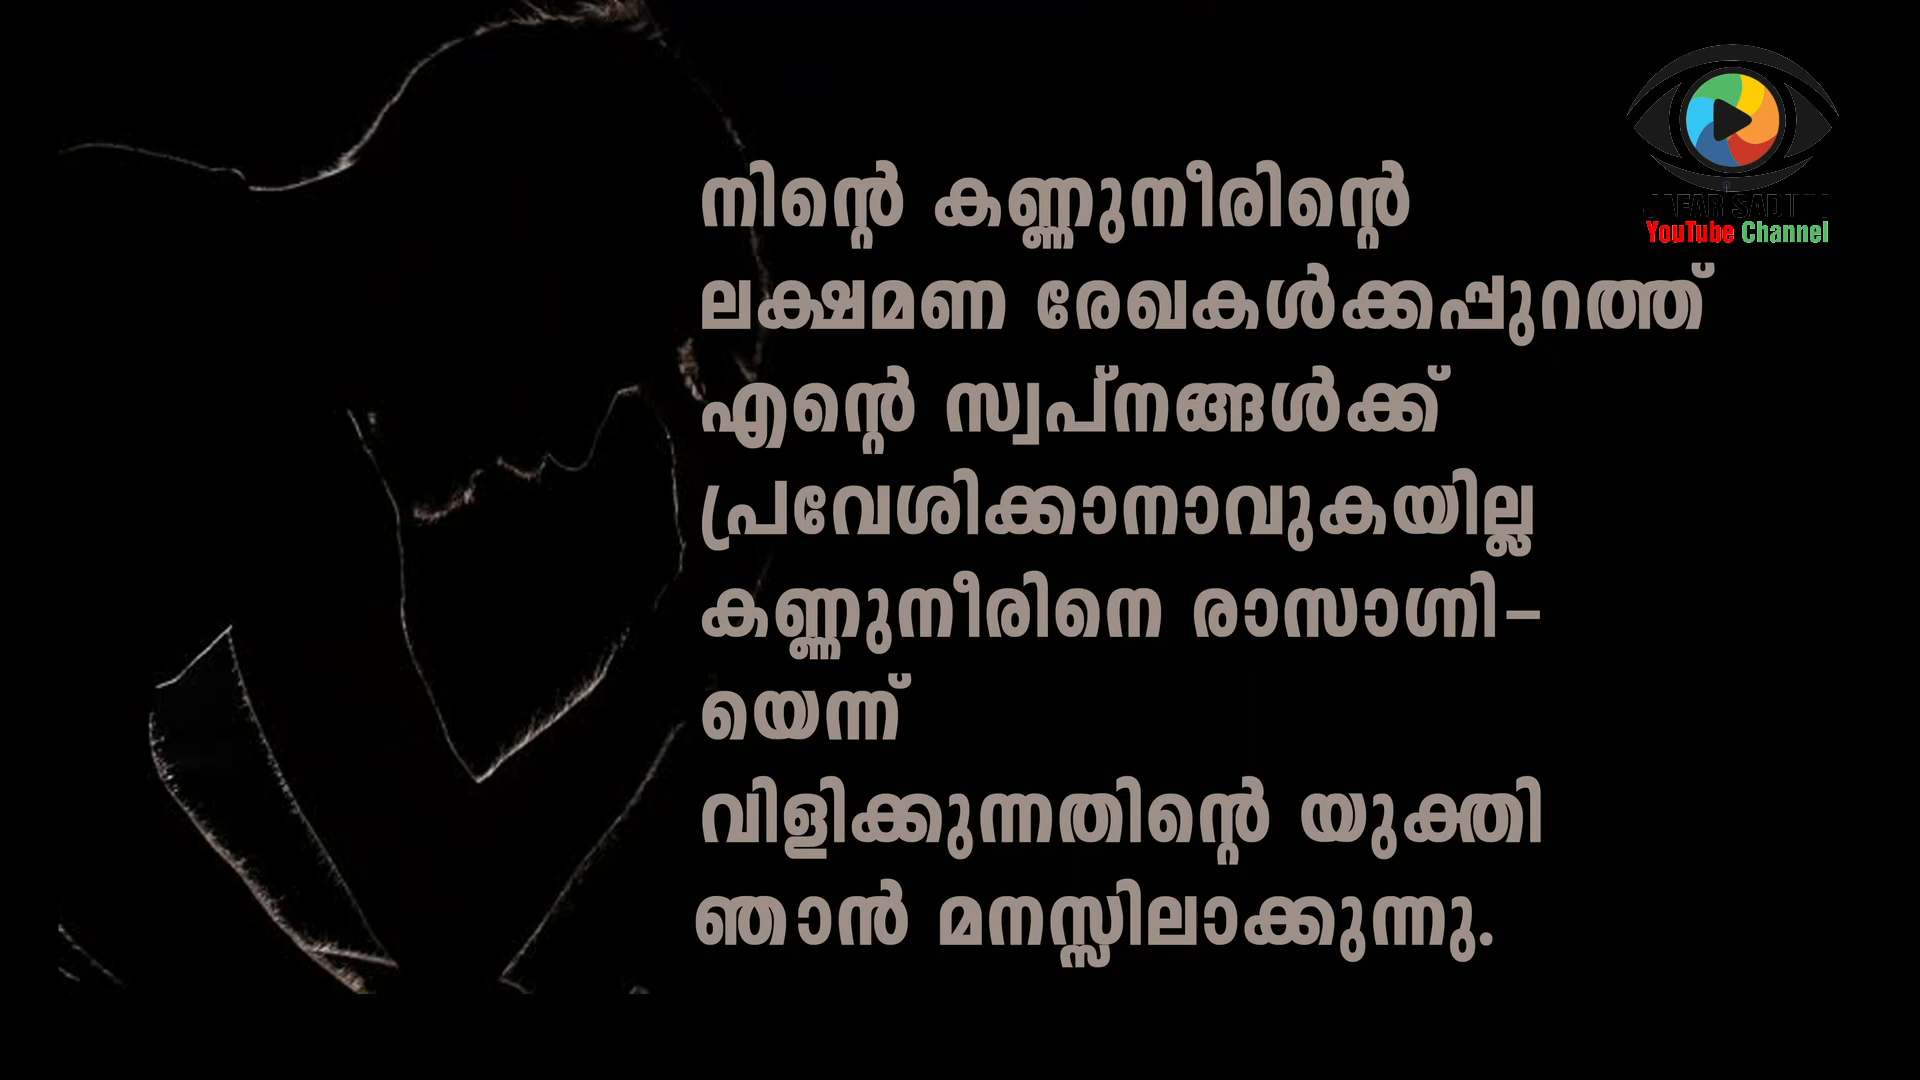 നിന്റെ കണ്ണുനീരിന്റെ
ലക്ഷമണ രേഖകൾക്കപ്പുറത്ത്
എന്റെ സ്വപ്നങ്ങൾക്ക്
പ്രവേശിക്കാനാവുകയില്ല
കണ്ണുനീരിനെ രാസാഗ്നി-
യെന്ന്
വിളിക്കുന്നതിന്റെ യുക്തി
ഞാൻ മനസ്സിലാക്കുന്നു.
YouTube Channel